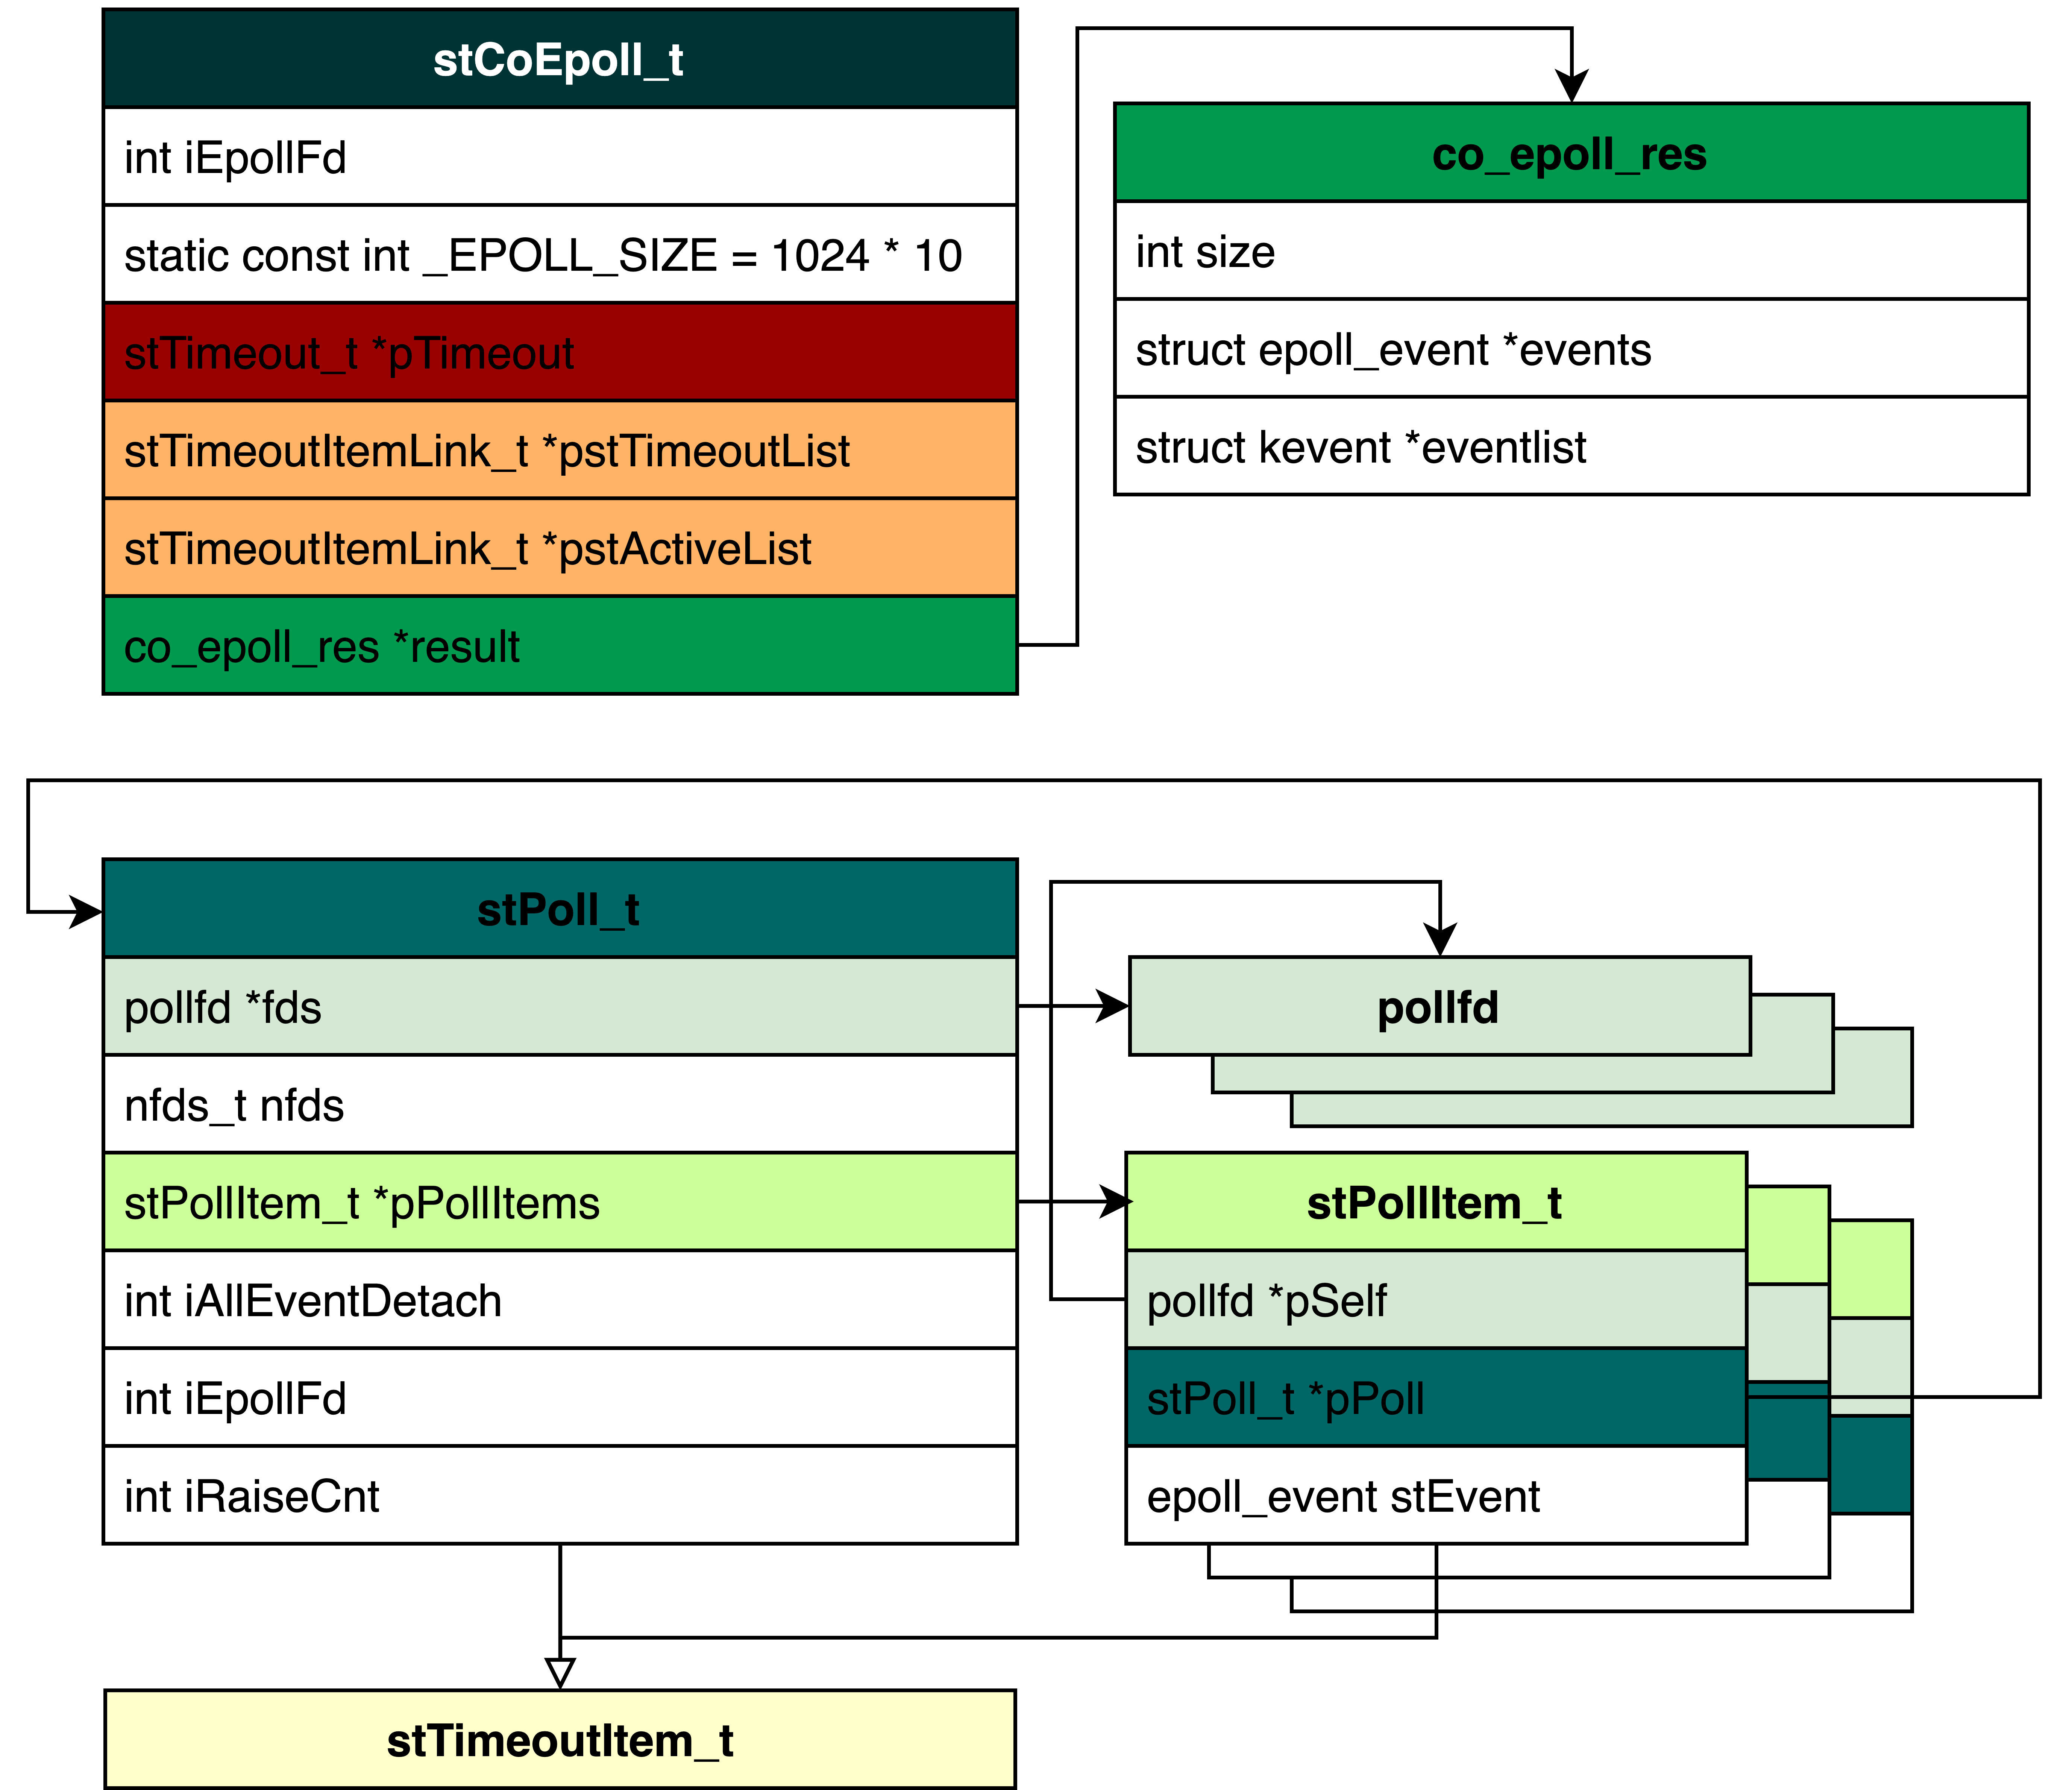 stCoEpoll_t
int iEpollFd
static const int _EPOLL_SIZE = 1024 * 10
stTimeout_t *pTimeout
stTimeoutItemLink_t *pstTimeoutList
stTimeoutItemLink_t *pstActiveList
co_epoll_res *result
co_epoll_res
int size
struct epoll_event *events
struct kevent *eventlist
stPoll_t
pollfd *fds
nfds_t nfds
stPollItem_t *pPollItems
int iAllEventDetach
int iEpollFd
int iRaiseCnt
pollfd
stPollItem_t
pollfd *pSelf
stPoll_t *pPoll
epoll_event stEvent
stTimeoutItem_t